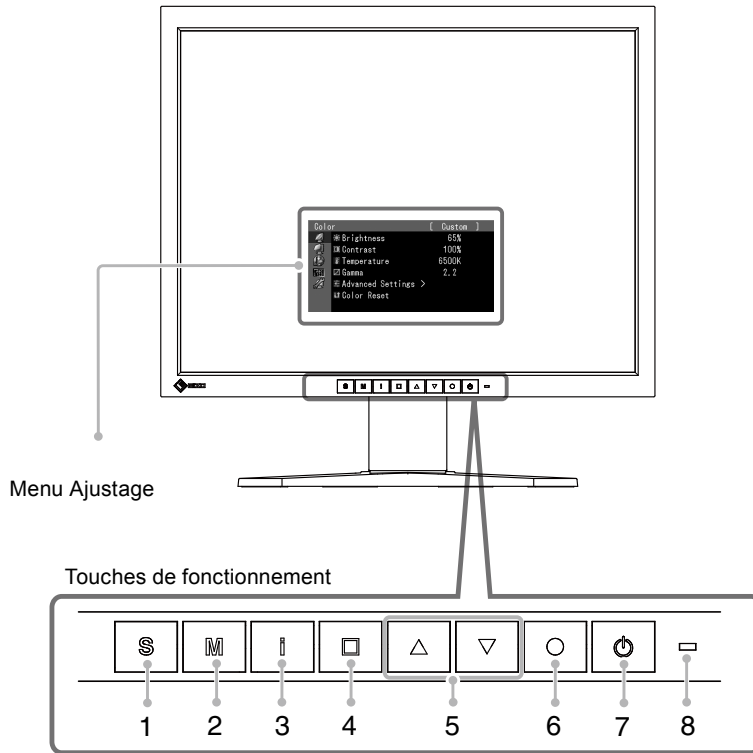 Color [ Custom ]
Brightness 65%
Contrast 100%
Temperature 6500K
Gamma 2.2
Advanced Settings >
Color Reset
S M i
Menu Ajustage
Touches de fonctionnement
S M i
1 2 3 4 5 6 7 8